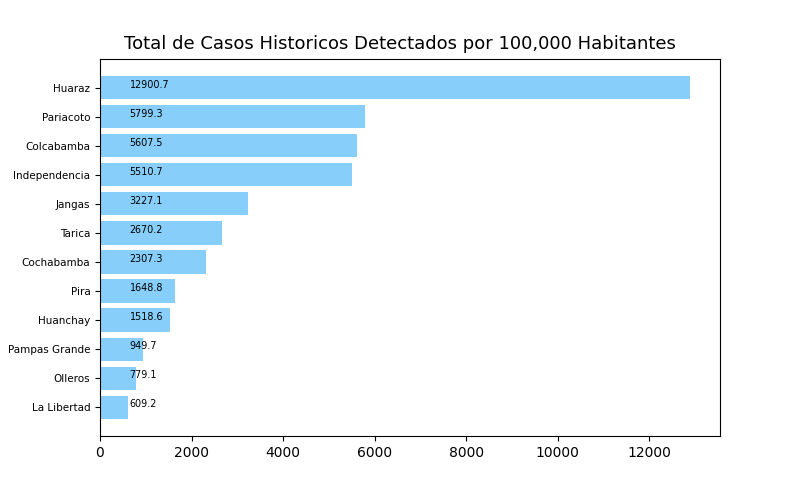 Total de Casos Historicos Detectados por 100,000 Habitantes
Huaraz 12900.7
Pariacoto 5799.3
Colcabamba 5607.5
Independencia 5510.7
Jangas 3227.1
Tarica 2670.2
Cochabamba 2307.3
Pira 1648.8
Huanchay 1518.6
Pampas Grande 949.7
Olleros 779.1
La Libertad 609.2
0 2000 4000 6000 8000 10000 12000